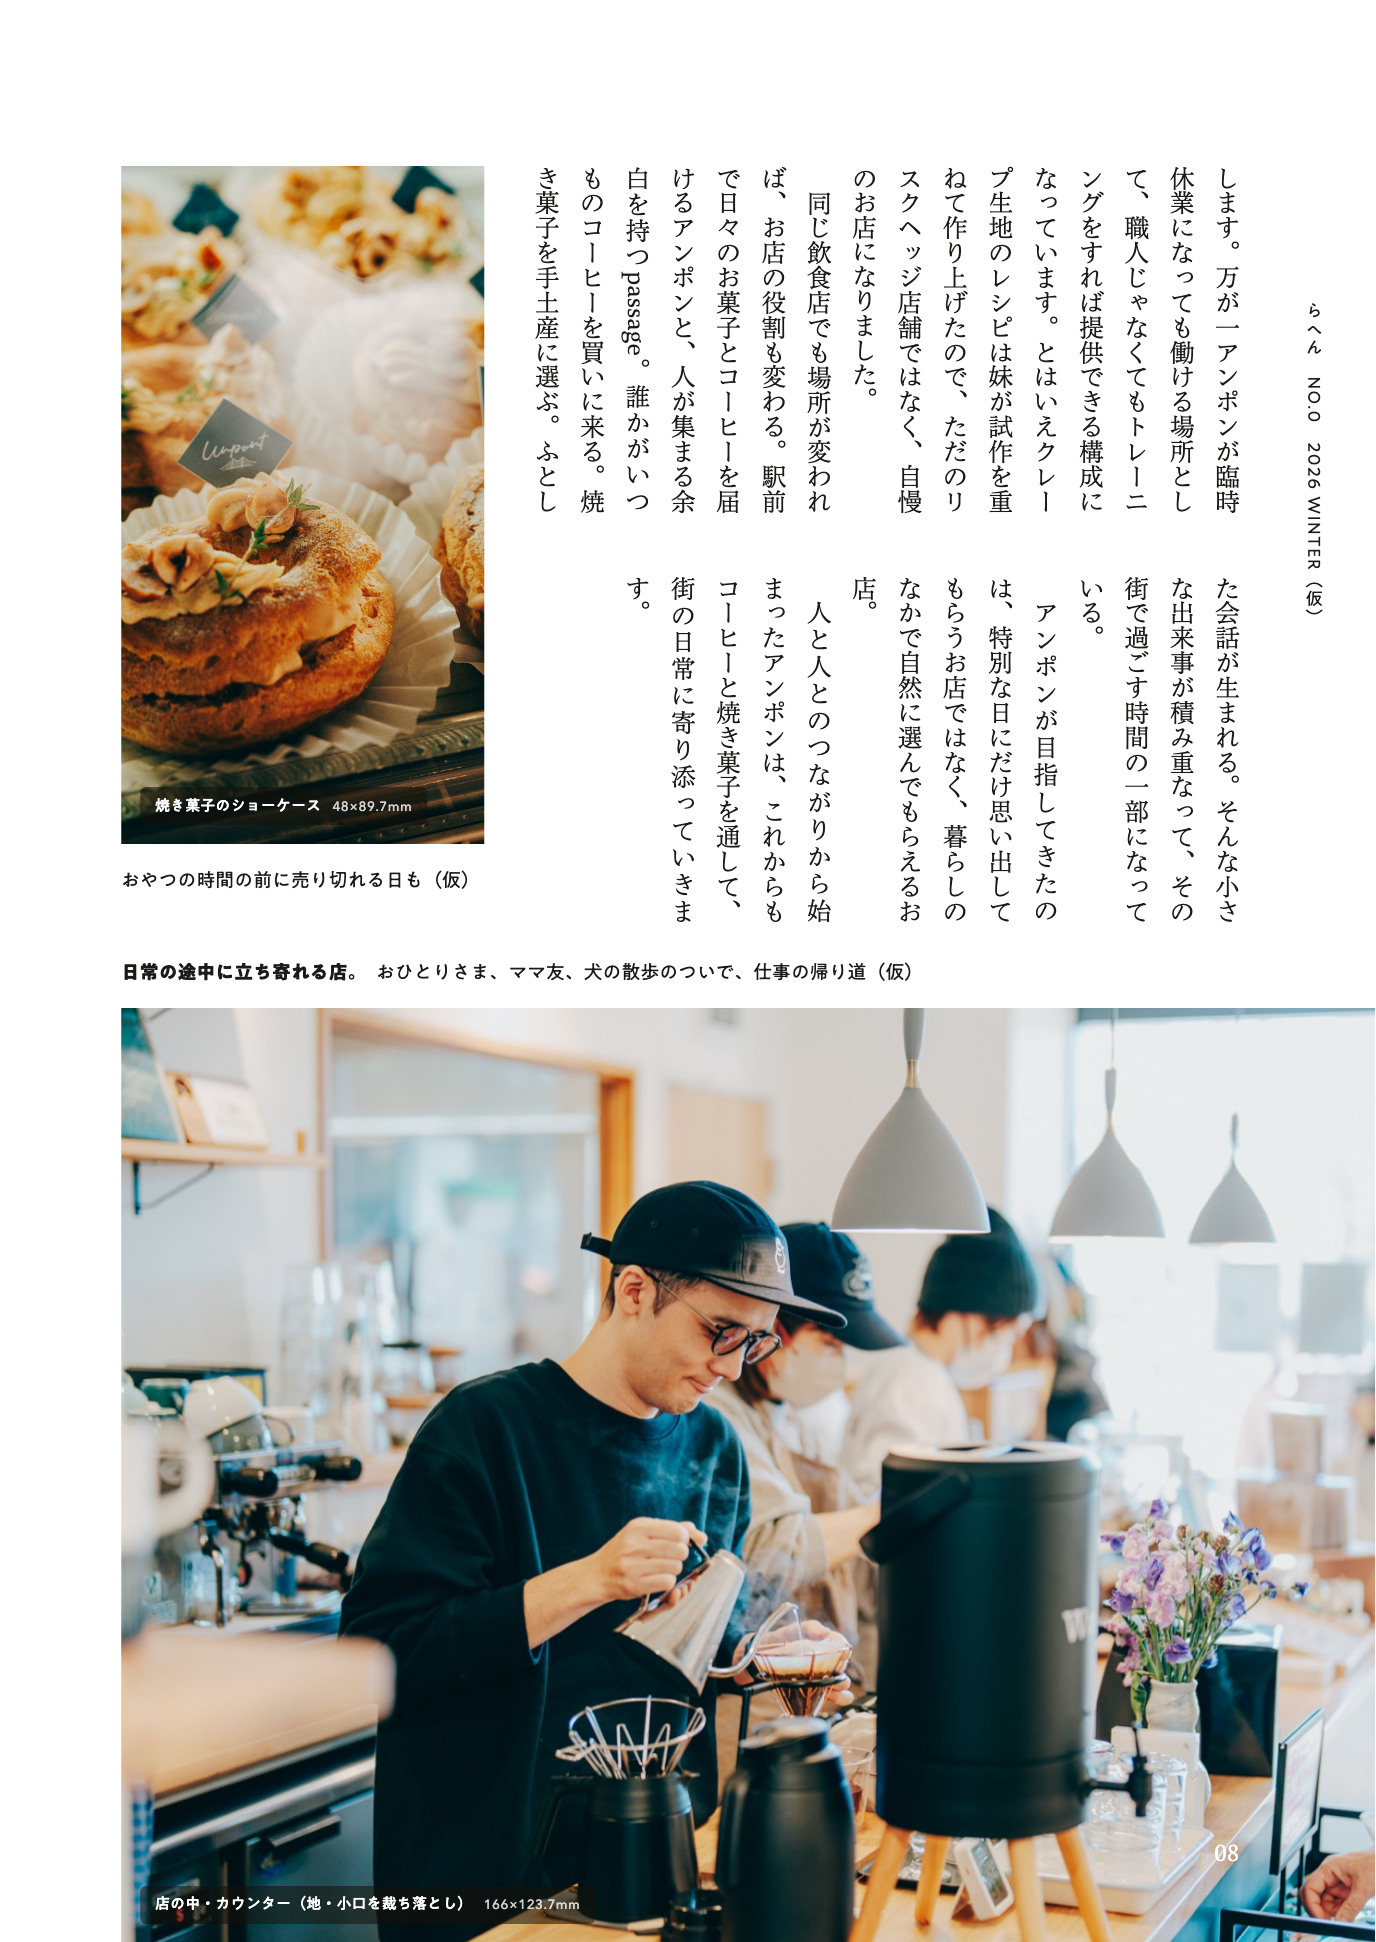 らへん　NO.0　2026 WINTER（仮）
します。万が一アンポンが臨時
休業になっても働ける場所とし
て、職人じゃなくてもトレーニ
ングをすれば提供できる構成に
なっています。とはいえクレー
プ生地のレシピは妹が試作を重
ねて作り上げたので、ただのリ
スクヘッジ店舗ではなく、自慢
のお店になりました。
　同じ飲食店でも場所が変われ
ば、お店の役割も変わる。駅前
で日々のお菓子とコーヒーを届
けるアンポンと、人が集まる余
白を持つpassage。誰かがいつ
ものコーヒーを買いに来る。焼
き菓子を手土産に選ぶ。ふとし
た会話が生まれる。そんな小さ
な出来事が積み重なって、その
街で過ごす時間の一部になって
いる。
　アンポンが目指してきたの
は、特別な日にだけ思い出して
もらうお店ではなく、暮らしの
なかで自然に選んでもらえるお
店。
　人と人とのつながりから始
まったアンポンは、これからも
コーヒーと焼き菓子を通して、
街の日常に寄り添っていきま
す。
unpont
焼き菓子のショーケース 48×89.7mm
おやつの時間の前に売り切れる日も（仮）
日常の途中に立ち寄れる店。 おひとりさま、ママ友、犬の散歩のついで、仕事の帰り道（仮）
店の中・カウンター（地・小口を裁ち落とし） 166×123.7mm
08